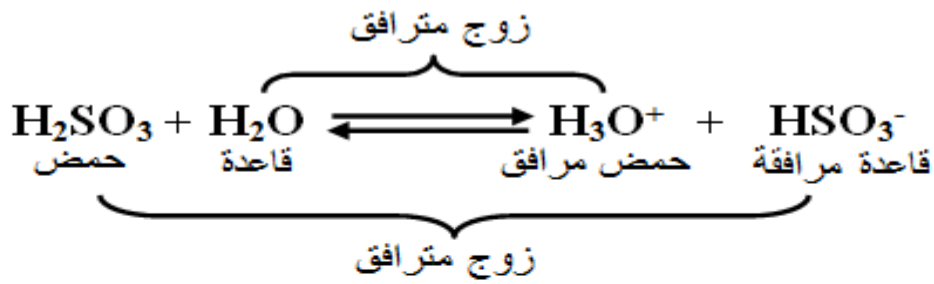 زوج مترافق
H₂SO₃ + H₂O ⇌ H₃O⁺ + HSO₃⁻
حمض قاعدة حمض مرافق قاعدة مرافقة
زوج مترافق